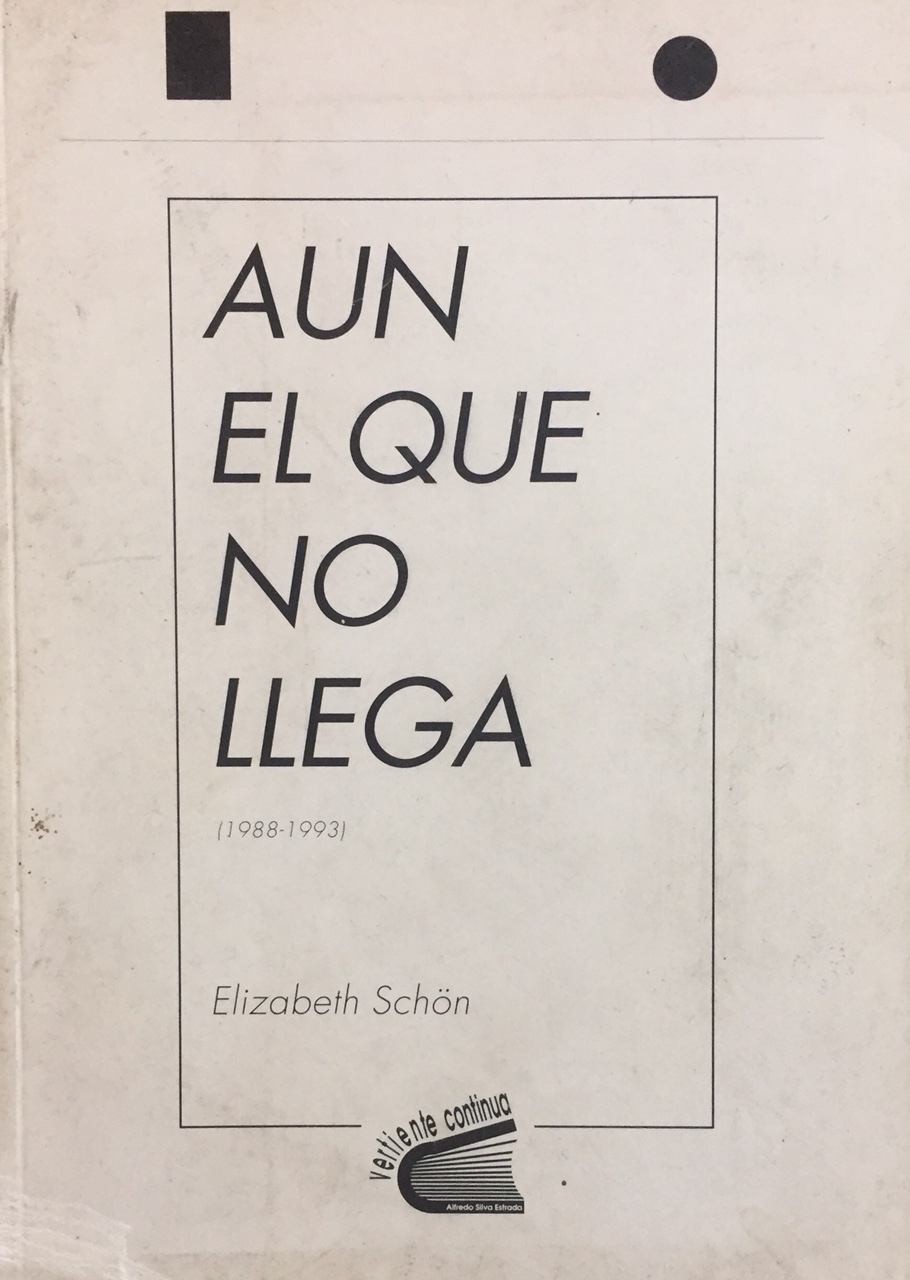 AUN
EL QUE
NO
LLEGA
(1988-1993)
Elizabeth Schön
vertiente continua
Alfredo Silva Estrada